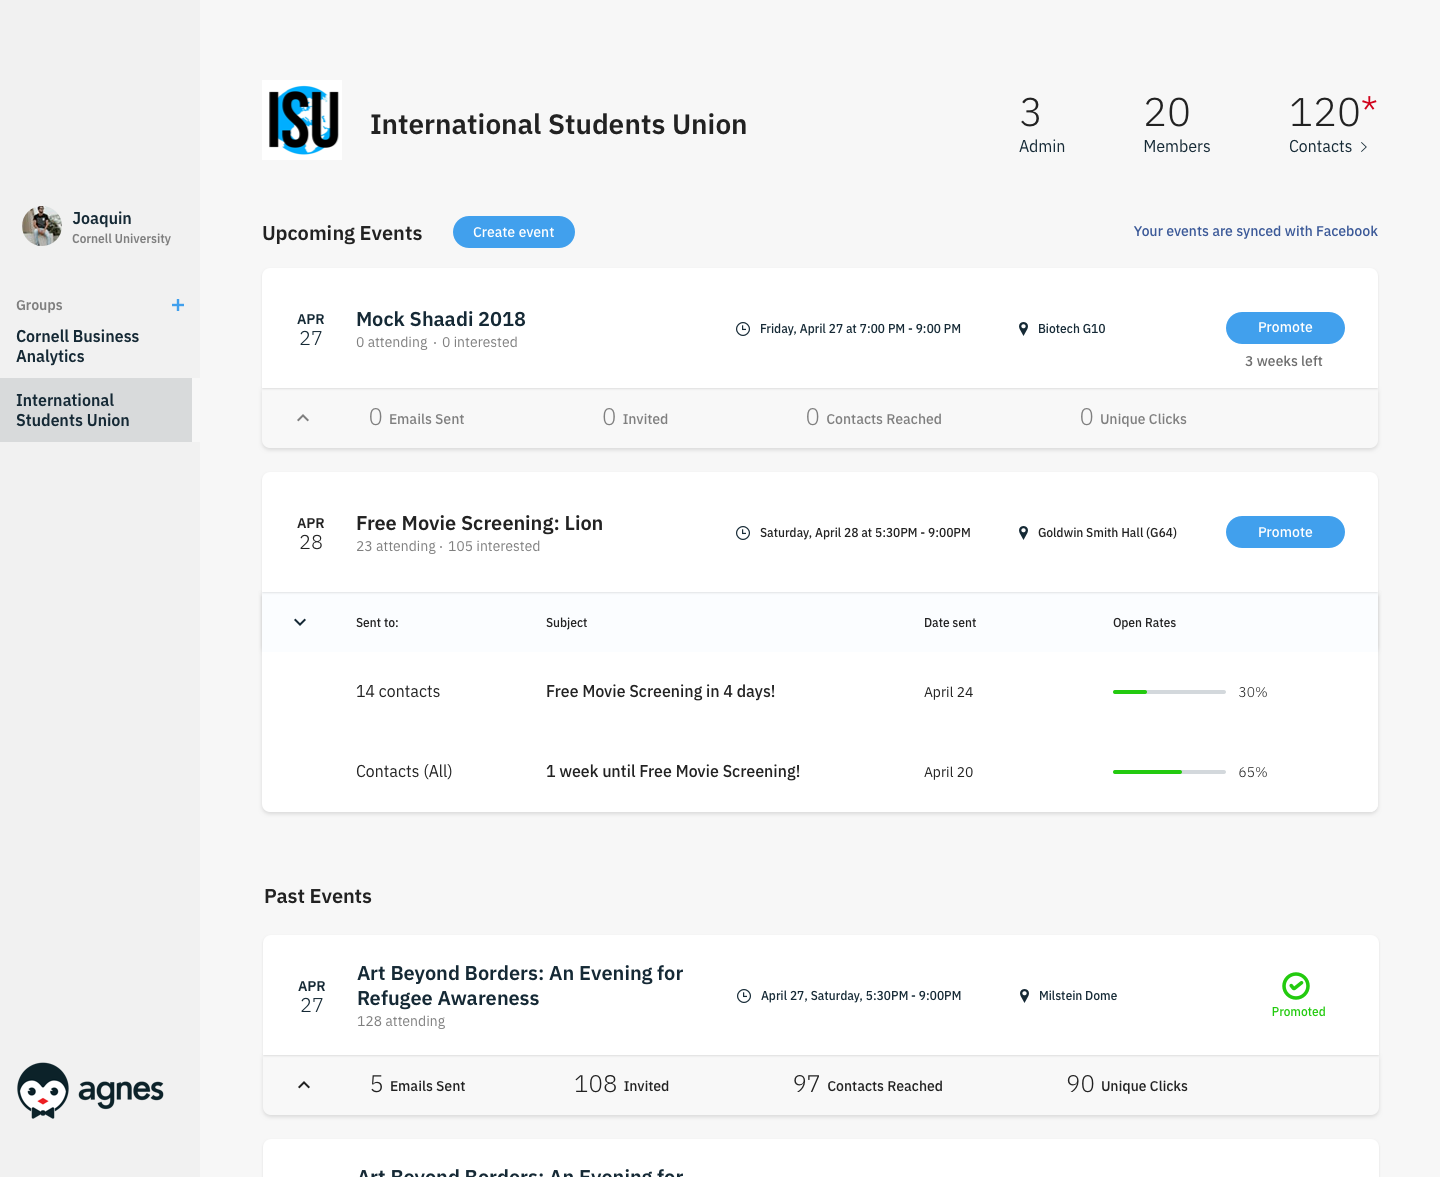 ISU
International Students Union
3
Admin
20
Members
120*
Contacts >
Joaquin
Cornell University
Groups +
Cornell Business
Analytics
International
Students Union
agnes
Upcoming Events
Create event
Your events are synced with Facebook
APR
27
Mock Shaadi 2018
0 attending · 0 interested
Friday, April 27 at 7:00 PM - 9:00 PM
Biotech G10
Promote
3 weeks left
0 Emails Sent
0 Invited
0 Contacts Reached
0 Unique Clicks
APR
28
Free Movie Screening: Lion
23 attending · 105 interested
Saturday, April 28 at 5:30PM - 9:00PM
Goldwin Smith Hall (G64)
Promote
Sent to:
Subject
Date sent
Open Rates
14 contacts
Free Movie Screening in 4 days!
April 24
30%
Contacts (All)
1 week until Free Movie Screening!
April 20
65%
Past Events
APR
27
Art Beyond Borders: An Evening for
Refugee Awareness
128 attending
April 27, Saturday, 5:30PM - 9:00PM
Milstein Dome
Promoted
5 Emails Sent
108 Invited
97 Contacts Reached
90 Unique Clicks
Art Beyond Borders: An Evening for